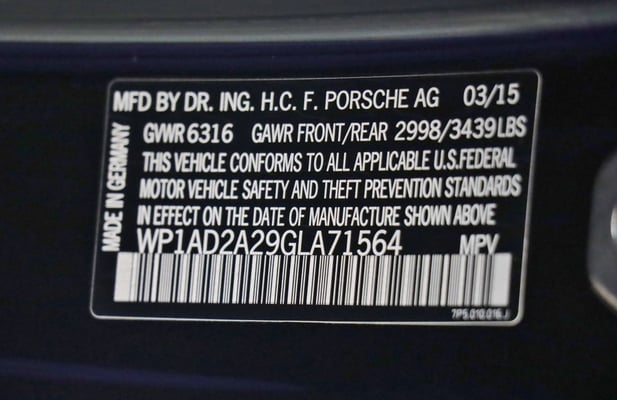 MFD BY DR. ING. H.C. F. PORSCHE AG 03/15
GVWR 6316 GAWR FRONT/REAR 2998/3439 LBS
THIS VEHICLE CONFORMS TO ALL APPLICABLE U.S.FEDERAL
MOTOR VEHICLE SAFETY AND THEFT PREVENTION STANDARDS
IN EFFECT ON THE DATE OF MANUFACTURE SHOWN ABOVE
WP1AD2A29GLA71564 MPV
MADE IN GERMANY
7P5.010.016.J